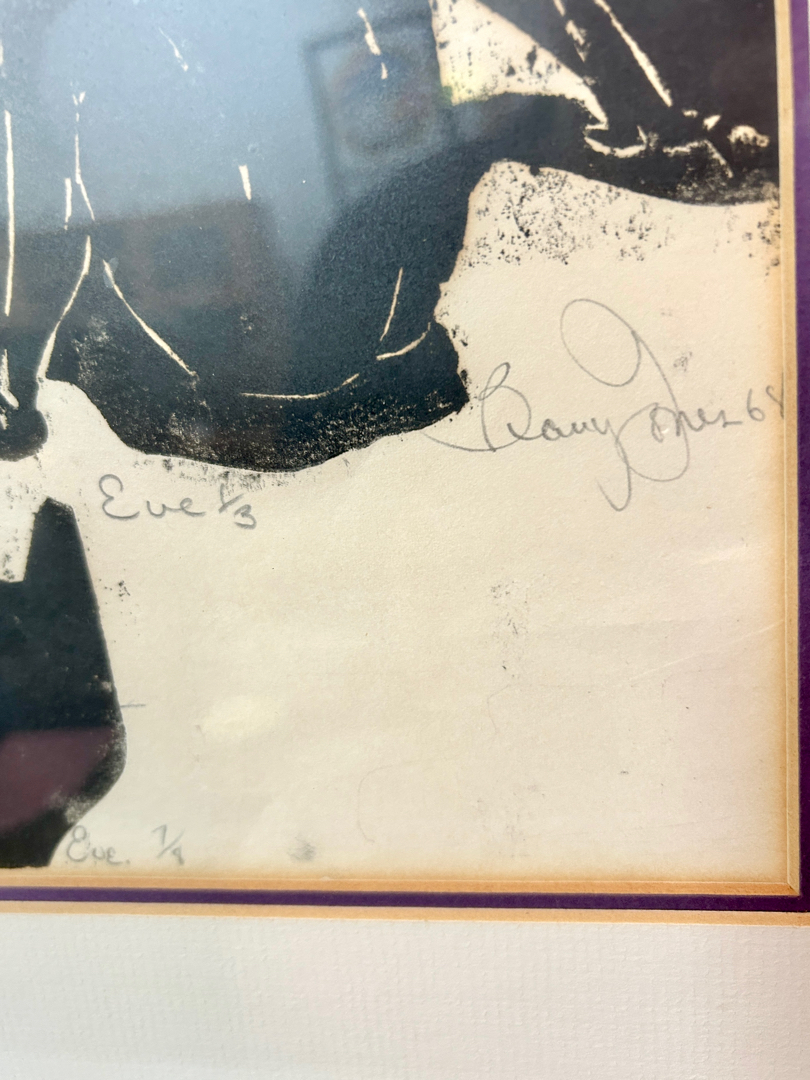 Barry Jones 68
Eve 1/3
Eve. 1/8